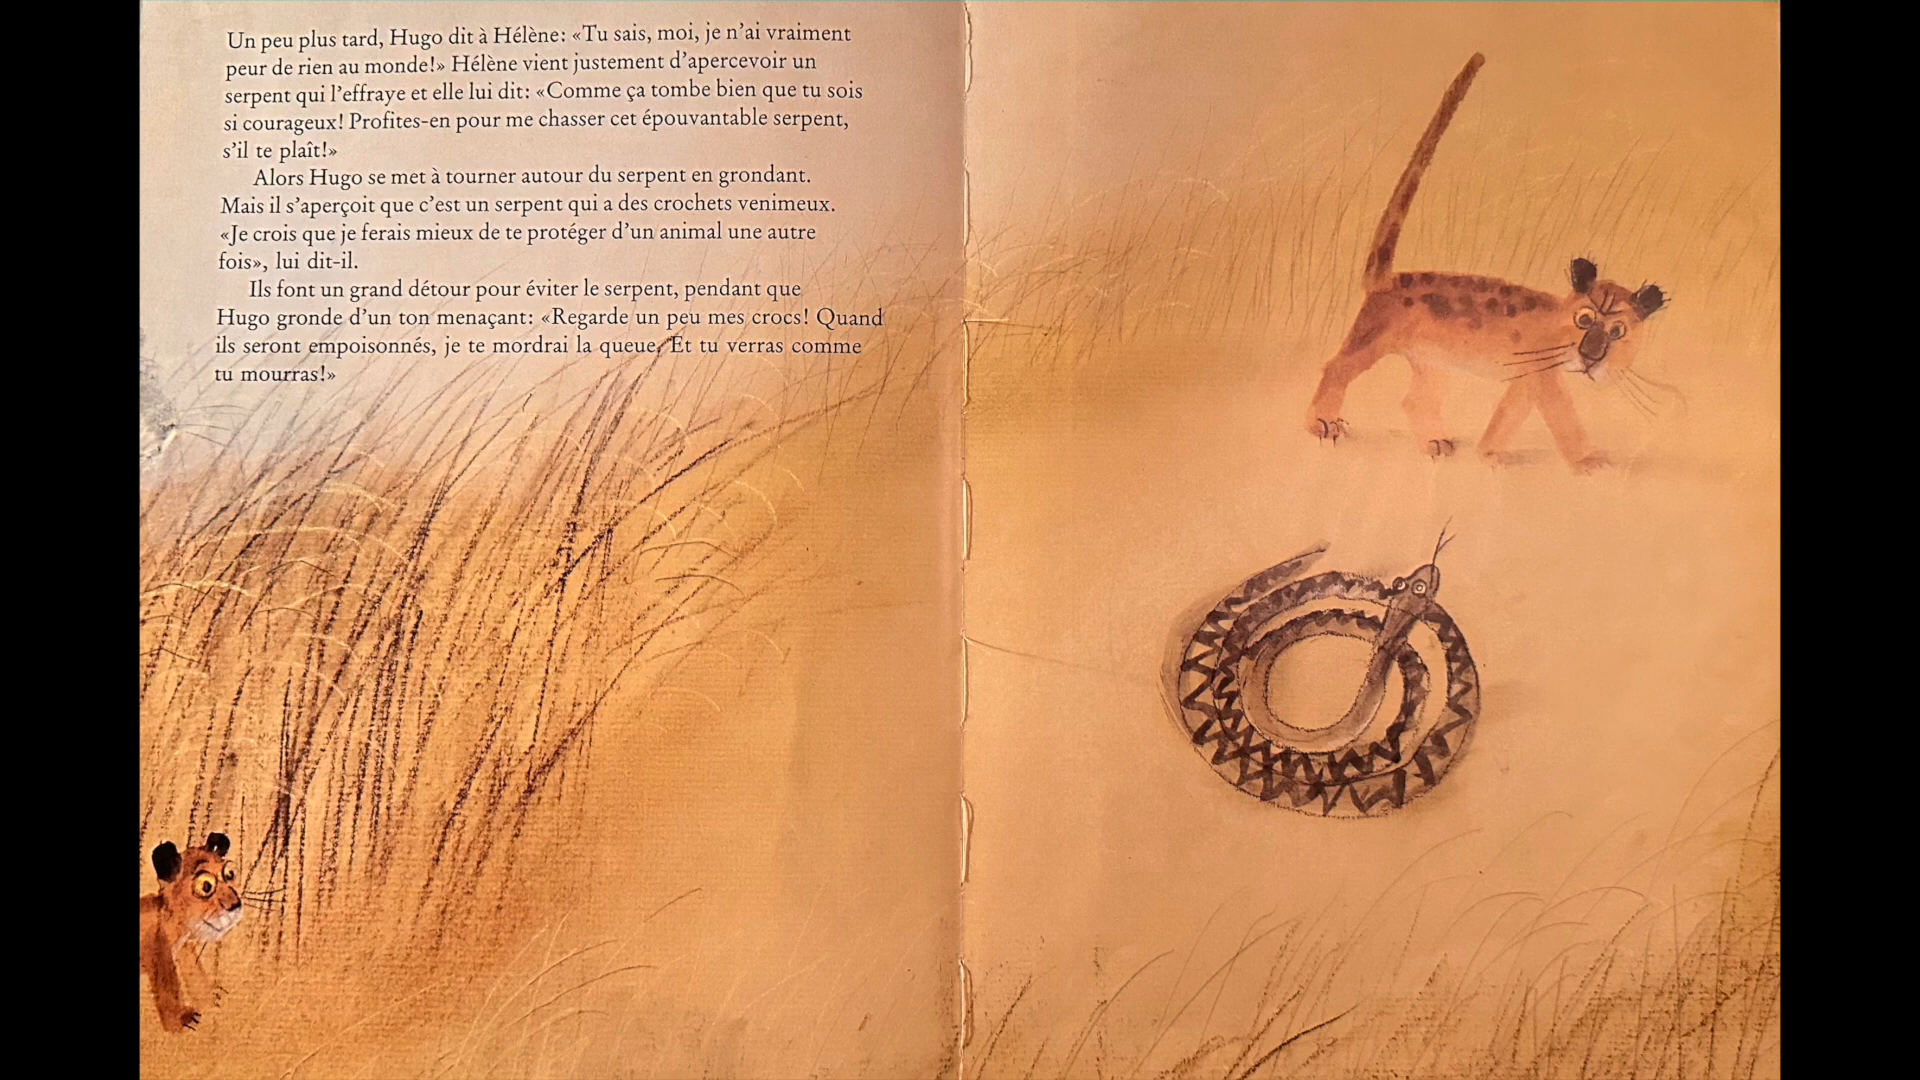 Un peu plus tard, Hugo dit à Hélène: «Tu sais, moi, je n'ai vraiment
peur de rien au monde!» Hélène vient justement d'apercevoir un
serpent qui l'effraye et elle lui dit: «Comme ça tombe bien que tu sois
si courageux! Profites-en pour me chasser cet épouvantable serpent,
s'il te plaît!»
Alors Hugo se met à tourner autour du serpent en grondant.
Mais il s'aperçoit que c'est un serpent qui a des crochets venimeux.
«Je crois que je ferais mieux de te protéger d'un animal une autre
fois», lui dit-il.
Ils font un grand détour pour éviter le serpent, pendant que
Hugo gronde d'un ton menaçant: «Regarde un peu mes crocs! Quand
ils seront empoisonnés, je te mordrai la queue. Et tu verras comme
tu mourras!»